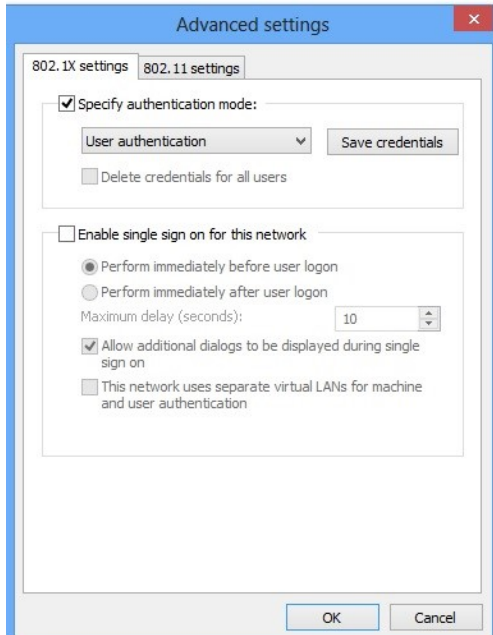 Advanced settings
802.1X settings
802.11 settings
Specify authentication mode:
User authentication
Save credentials
Delete credentials for all users
Enable single sign on for this network
Perform immediately before user logon
Perform immediately after user logon
Maximum delay (seconds):
10
Allow additional dialogs to be displayed during single
sign on
This network uses separate virtual LANs for machine
and user authentication
OK
Cancel